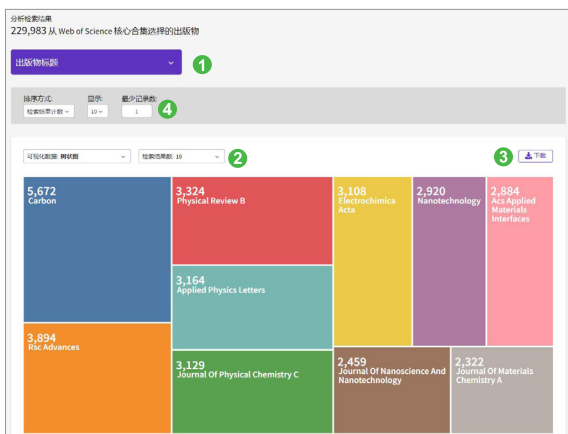 分析检索结果
229,983 从 Web of Science 核心合集选择的出版物
出版物标题
1
排序方式: 显示: 最少记录数:
检索结果计数 10 1
4
可视化数据: 树状图 检索结果数: 10
2
3
下载
5,672
Carbon
3,324
Physical Review B
3,108
Electrochimica
Acta
2,920
Nanotechnology
2,884
Acs Applied
Materials
Interfaces
3,164
Applied Physics Letters
3,894
Rsc Advances
3,129
Journal Of Physical Chemistry C
2,459
Journal Of Nanoscience And
Nanotechnology
2,322
Journal Of Materials
Chemistry A